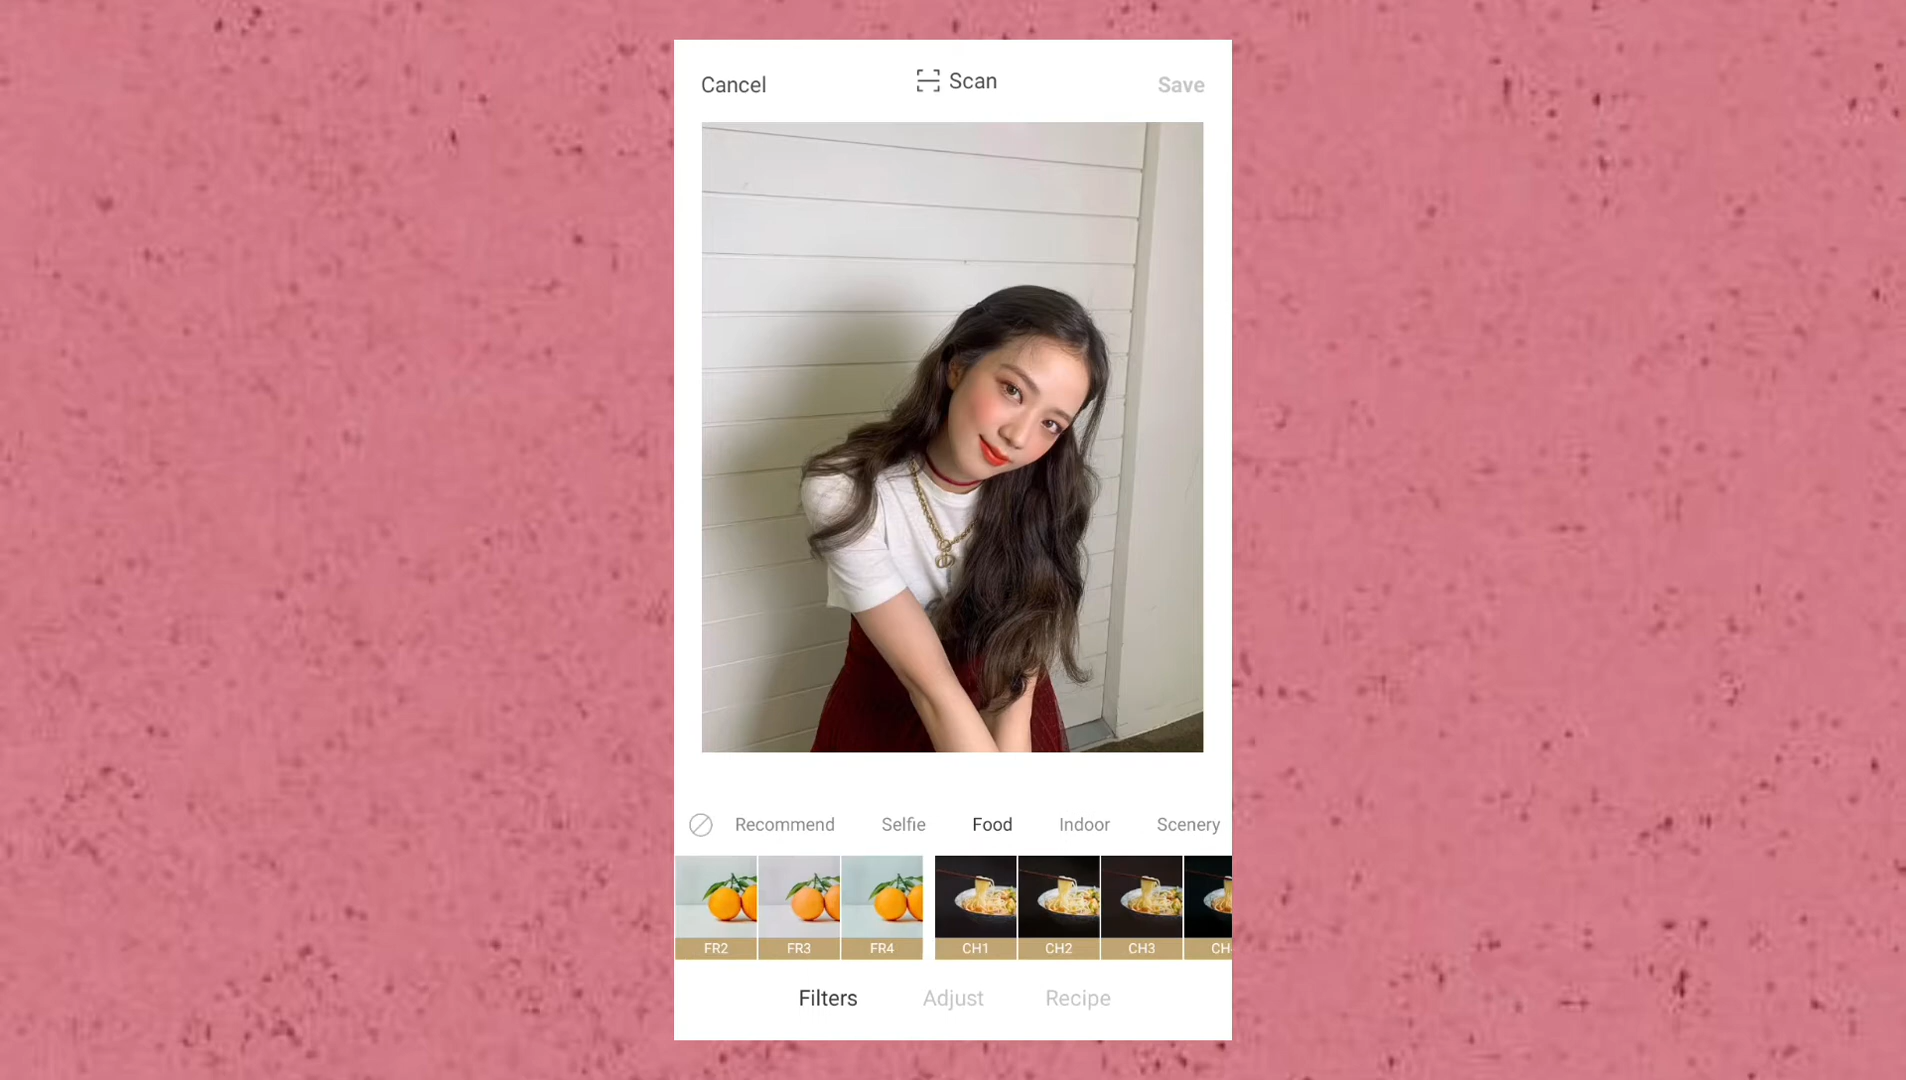 Cancel
Scan
Save
Recommend
Selfie
Food
Indoor
Scenery
FR2
FR3
FR4
CH1
CH2
CH3
Filters
Adjust
Recipe